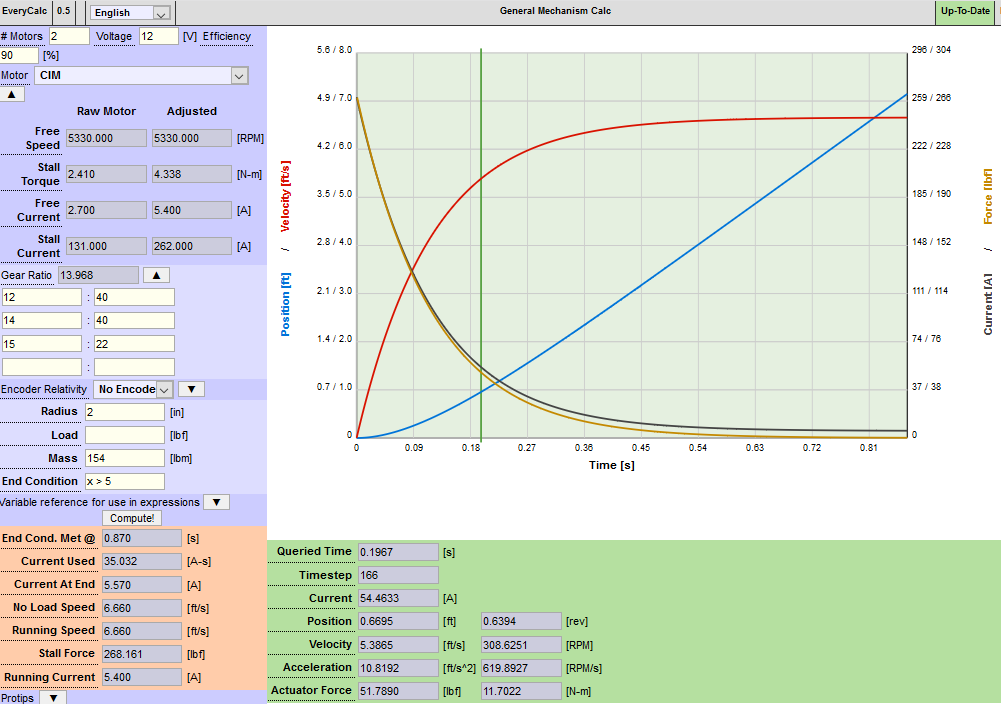 EveryCalc 0.5 English General Mechanism Calc Up-To-Date
# Motors 2 Voltage 12 [V] Efficiency
90 [%]
Motor CIM
▲
Raw Motor Adjusted
Free Speed 5330.000 5330.000 [RPM]
Stall Torque 2.410 4.338 [N-m]
Free Current 2.700 5.400 [A]
Stall Current 131.000 262.000 [A]
Gear Ratio 13.968 ▲
12 : 40
14 : 40
15 : 22
:
Encoder Relativity No Encode ▼
Radius 2 [in]
Load [lbf]
Mass 154 [lbm]
End Condition x > 5
Variable reference for use in expressions ▼
Compute!
End Cond. Met @ 0.870 [s]
Current Used 35.032 [A-s]
Current At End 5.570 [A]
No Load Speed 6.660 [ft/s]
Running Speed 6.660 [ft/s]
Stall Force 268.161 [lbf]
Running Current 5.400 [A]
Protips ▼
Position [ft] / Velocity [ft/s]
5.6 / 8.0
4.9 / 7.0
4.2 / 6.0
3.5 / 5.0
2.8 / 4.0
2.1 / 3.0
1.4 / 2.0
0.7 / 1.0
0
0 0.09 0.18 0.27 0.36 0.45 0.54 0.63 0.72 0.81
Time [s]
296 / 304
259 / 266
222 / 228
185 / 190
148 / 152
111 / 114
74 / 76
37 / 38
0
Current [A] / Force [lbf]
Queried Time 0.1967 [s]
Timestep 166
Current 54.4633 [A]
Position 0.6695 [ft] 0.6394 [rev]
Velocity 5.3865 [ft/s] 308.6251 [RPM]
Acceleration 10.8192 [ft/s^2] 619.8927 [RPM/s]
Actuator Force 51.7890 [lbf] 11.7022 [N-m]